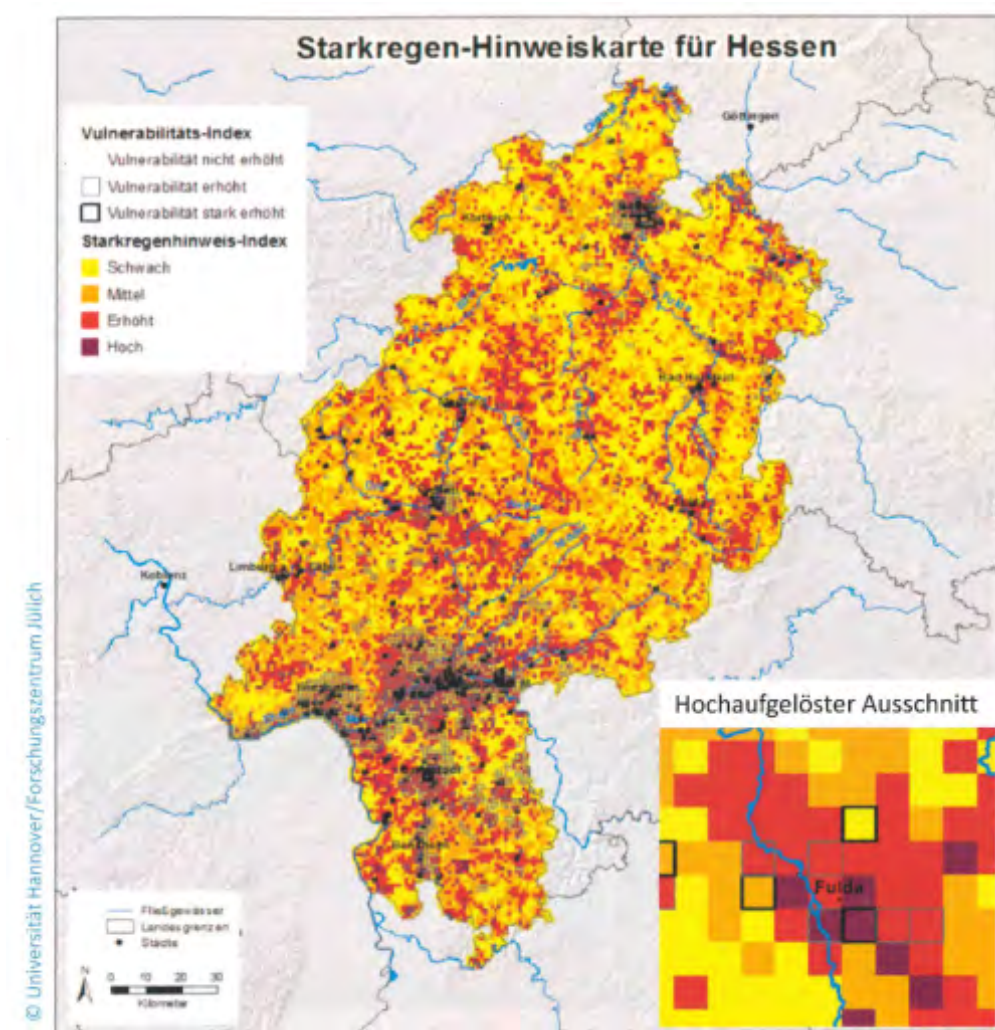 Starkregen-Hinweiskarte für Hessen
Vulnerabilitäts-Index
Vulnerabilität nicht erhöht
Vulnerabilität erhöht
Vulnerabilität stark erhöht
Starkregenhinweis-Index
Schwach
Mittel
Erhöht
Hoch
Göttingen
Koblenz
Limburg
Hochaufgelöster Ausschnitt
Fulda
Fließgewässer
Landesgrenzen
Städte
N
0 5 10 20 30
Kilometer
© Universität Hannover/Forschungszentrum Jülich